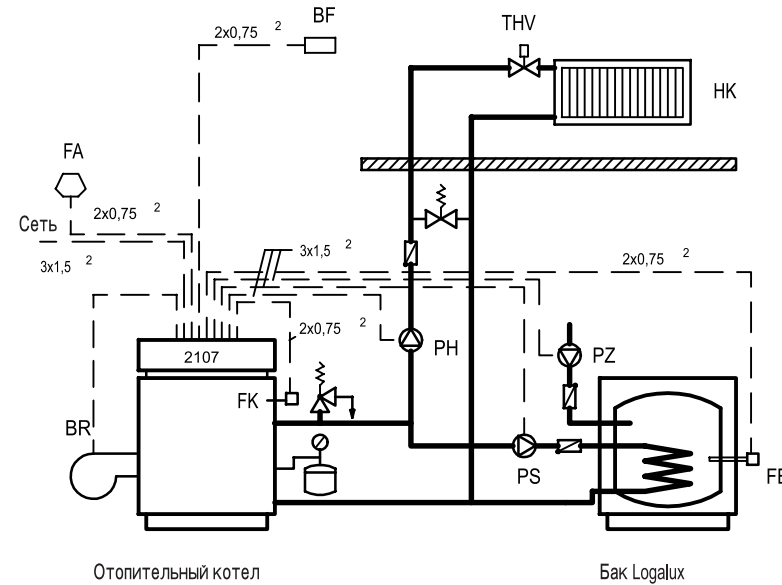 BF
2x0,75 2
THV
HK
FA
2x0,75 2
Сеть
3x1,5 2
3x1,5 2
2x0,75 2
2x0,75 2
PH
PZ
2107
FK
BR
PS
FE
Отопительный котел
Бак Logalux